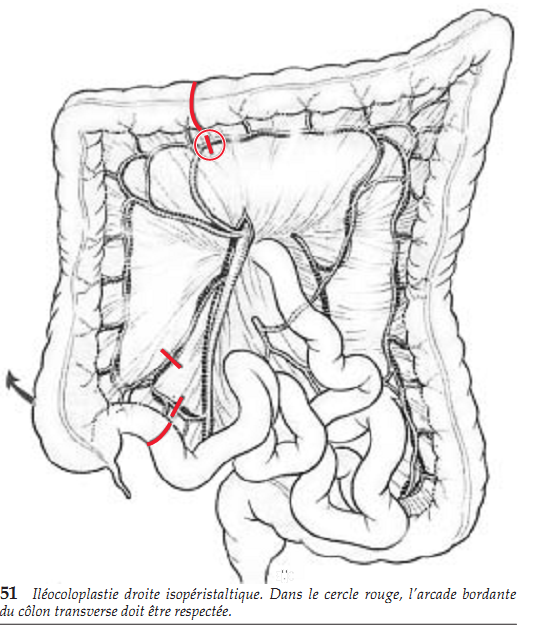 51 Iléocoloplastie droite isopéristaltique. Dans le cercle rouge, l'arcade bordante
du côlon transverse doit être respectée.